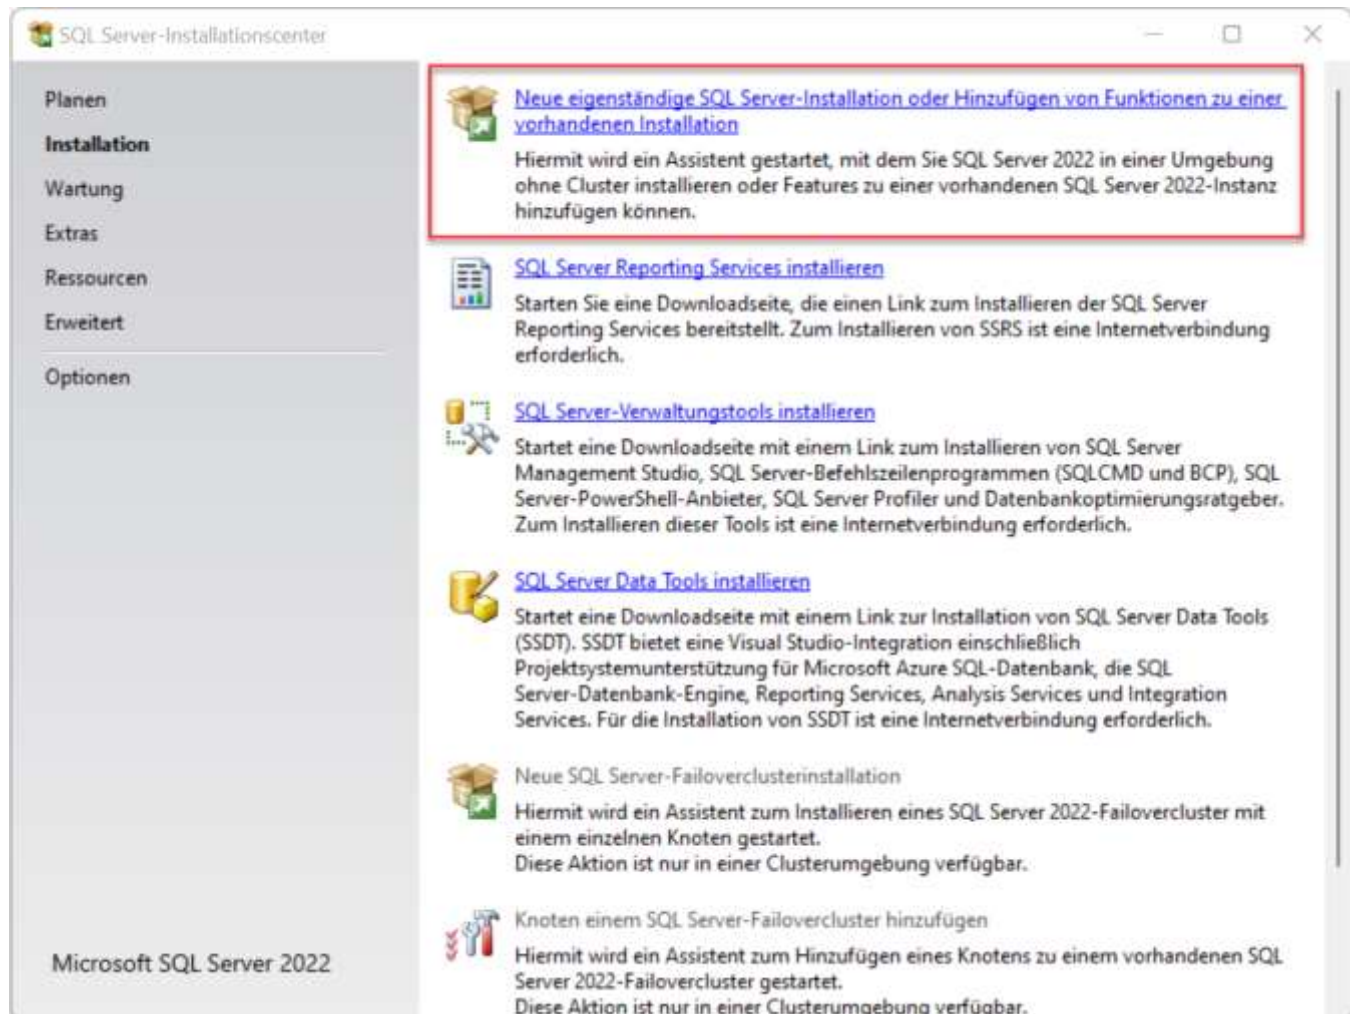 SQL Server-Installationscenter
Planen
Installation
Wartung
Extras
Ressourcen
Erweitert
Optionen
Microsoft SQL Server 2022
Neue eigenständige SQL Server-Installation oder Hinzufügen von Funktionen zu einer
vorhandenen Installation
Hiermit wird ein Assistent gestartet, mit dem Sie SQL Server 2022 in einer Umgebung
ohne Cluster installieren oder Features zu einer vorhandenen SQL Server 2022-Instanz
hinzufügen können.
SQL Server Reporting Services installieren
Starten Sie eine Downloadseite, die einen Link zum Installieren der SQL Server
Reporting Services bereitstellt. Zum Installieren von SSRS ist eine Internetverbindung
erforderlich.
SQL Server-Verwaltungstools installieren
Startet eine Downloadseite mit einem Link zum Installieren von SQL Server
Management Studio, SQL Server-Befehlszeilenprogrammen (SQLCMD und BCP), SQL
Server-PowerShell-Anbieter, SQL Server Profiler und Datenbankoptimierungsratgeber.
Zum Installieren dieser Tools ist eine Internetverbindung erforderlich.
SQL Server Data Tools installieren
Startet eine Downloadseite mit einem Link zur Installation von SQL Server Data Tools
(SSDT). SSDT bietet eine Visual Studio-Integration einschließlich
Projektsystemunterstützung für Microsoft Azure SQL-Datenbank, die SQL
Server-Datenbank-Engine, Reporting Services, Analysis Services und Integration
Services. Für die Installation von SSDT ist eine Internetverbindung erforderlich.
Neue SQL Server-Failoverclusterinstallation
Hiermit wird ein Assistent zum Installieren eines SQL Server 2022-Failovercluster mit
einem einzelnen Knoten gestartet.
Diese Aktion ist nur in einer Clusterumgebung verfügbar.
Knoten einem SQL Server-Failovercluster hinzufügen
Hiermit wird ein Assistent zum Hinzufügen eines Knotens zu einem vorhandenen SQL
Server 2022-Failovercluster gestartet.
Diese Aktion ist nur in einer Clusterumgebung verfügbar.